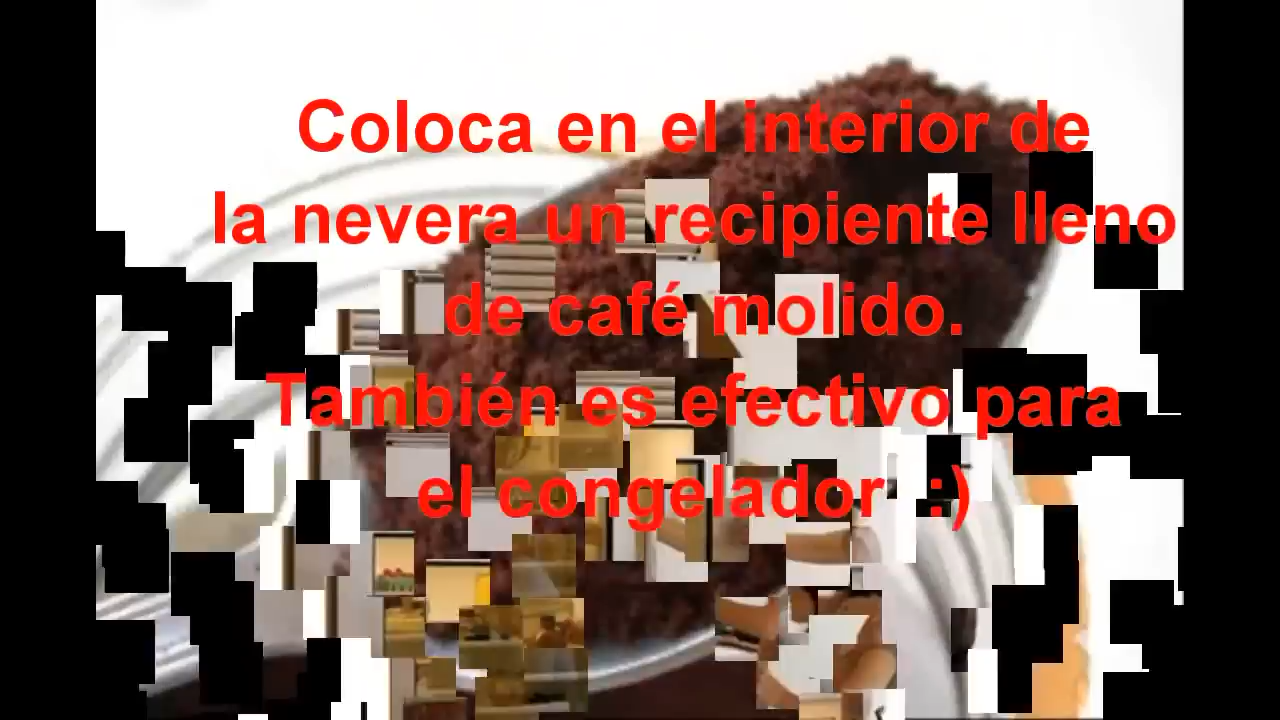 Coloca en el interior de
la nevera un recipiente lleno
de café molido.
También es efectivo para
el congelador :)